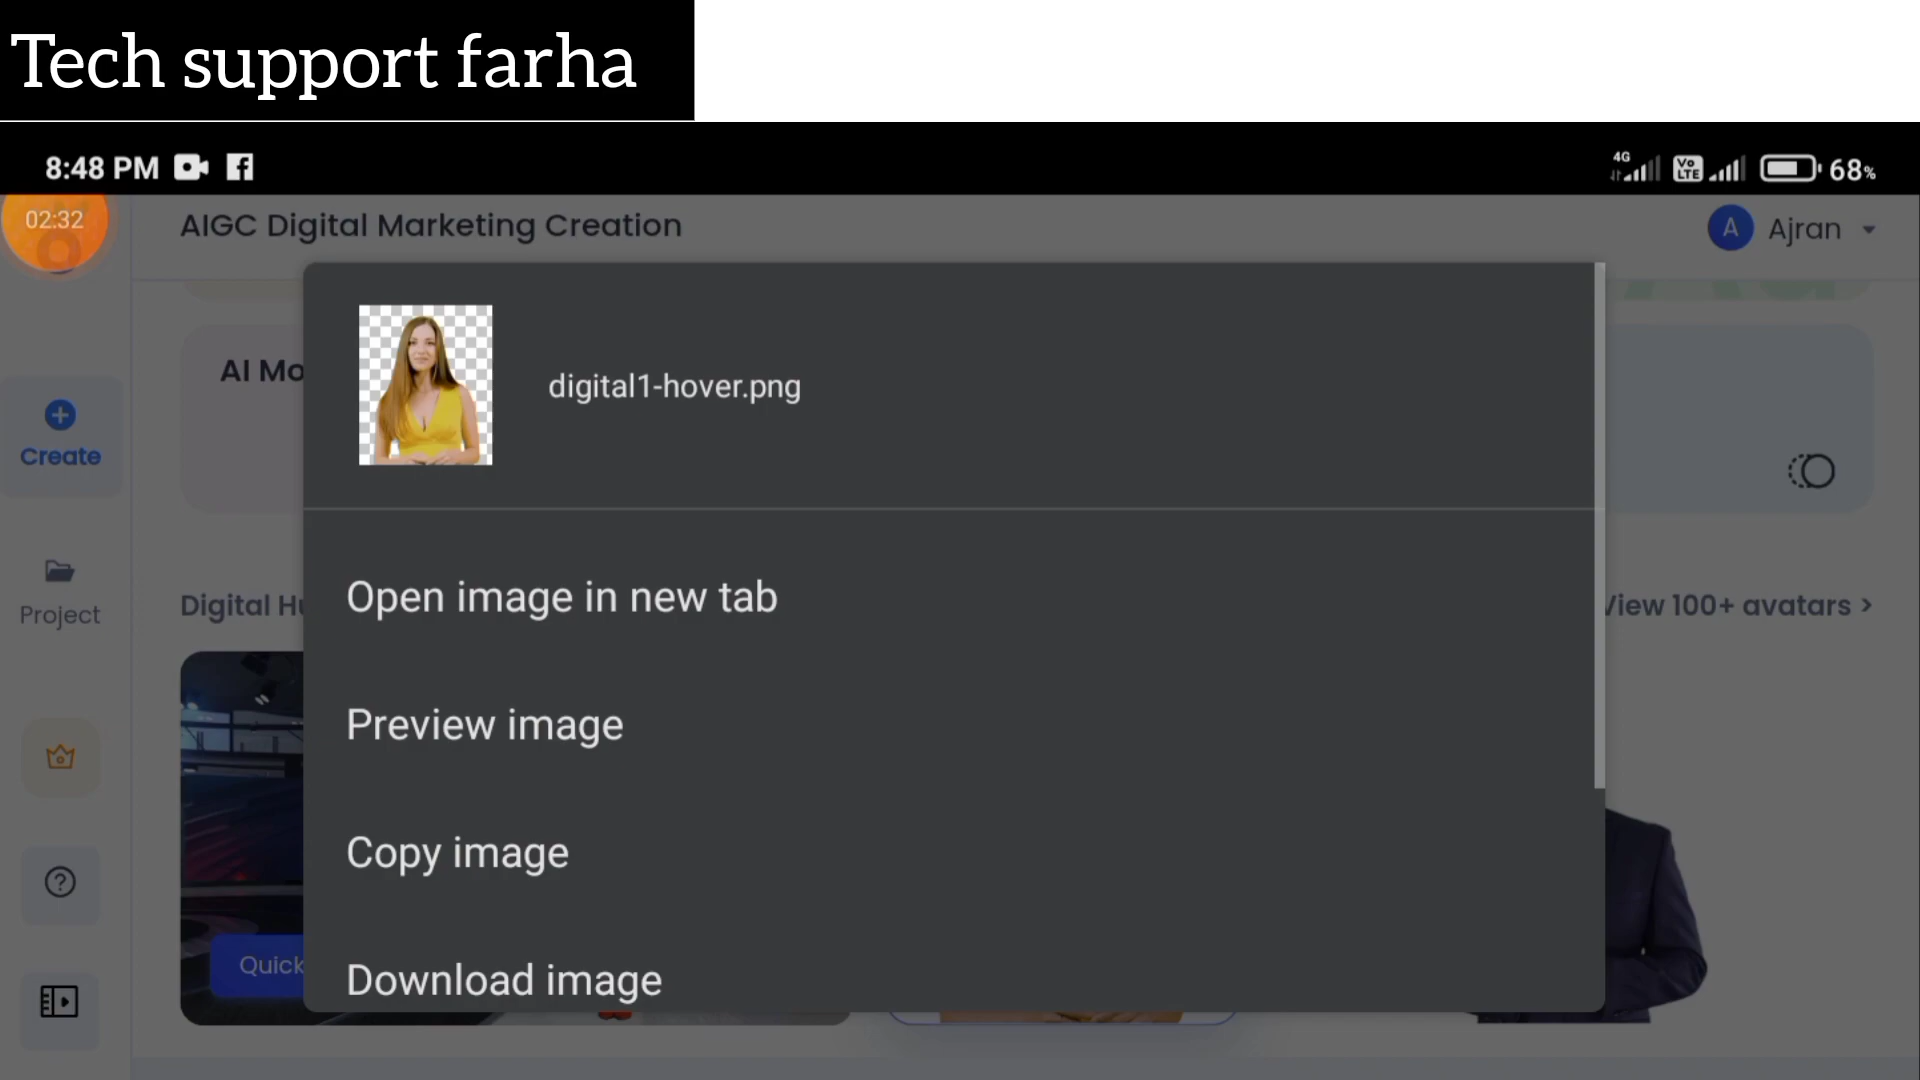 Tech support farha
8:48 PM
4G
Vo
LTE
68%
02:32
AIGC Digital Marketing Creation
A
Ajran
AI Mo
digital1-hover.png
Create
Open image in new tab
Project
Digital Hu
View 100+ avatars >
Preview image
Copy image
Quick
Download image